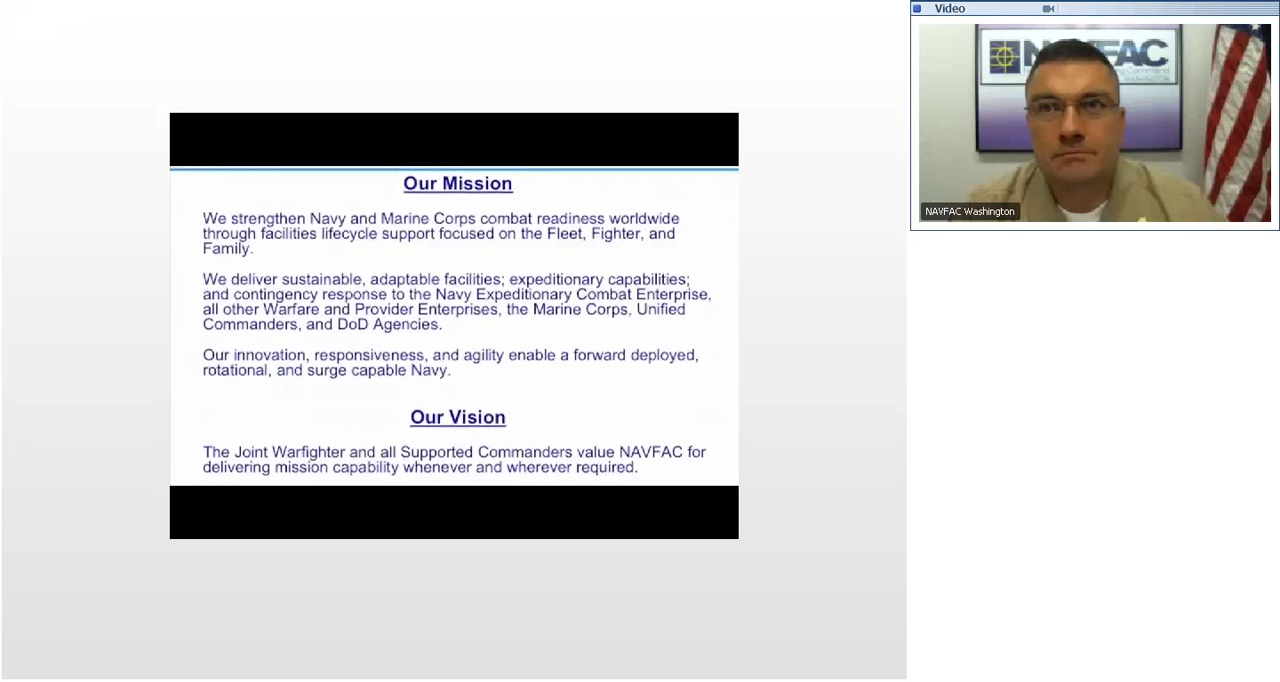 Video
NAVFAC
WASHINGTON
NAVFAC Washington
Our Mission
We strengthen Navy and Marine Corps combat readiness worldwide
through facilities lifecycle support focused on the Fleet, Fighter, and
Family.
We deliver sustainable, adaptable facilities; expeditionary capabilities;
and contingency response to the Navy Expeditionary Combat Enterprise,
all other Warfare and Provider Enterprises, the Marine Corps, Unified
Commanders, and DoD Agencies.
Our innovation, responsiveness, and agility enable a forward deployed,
rotational, and surge capable Navy.
Our Vision
The Joint Warfighter and all Supported Commanders value NAVFAC for
delivering mission capability whenever and wherever required.